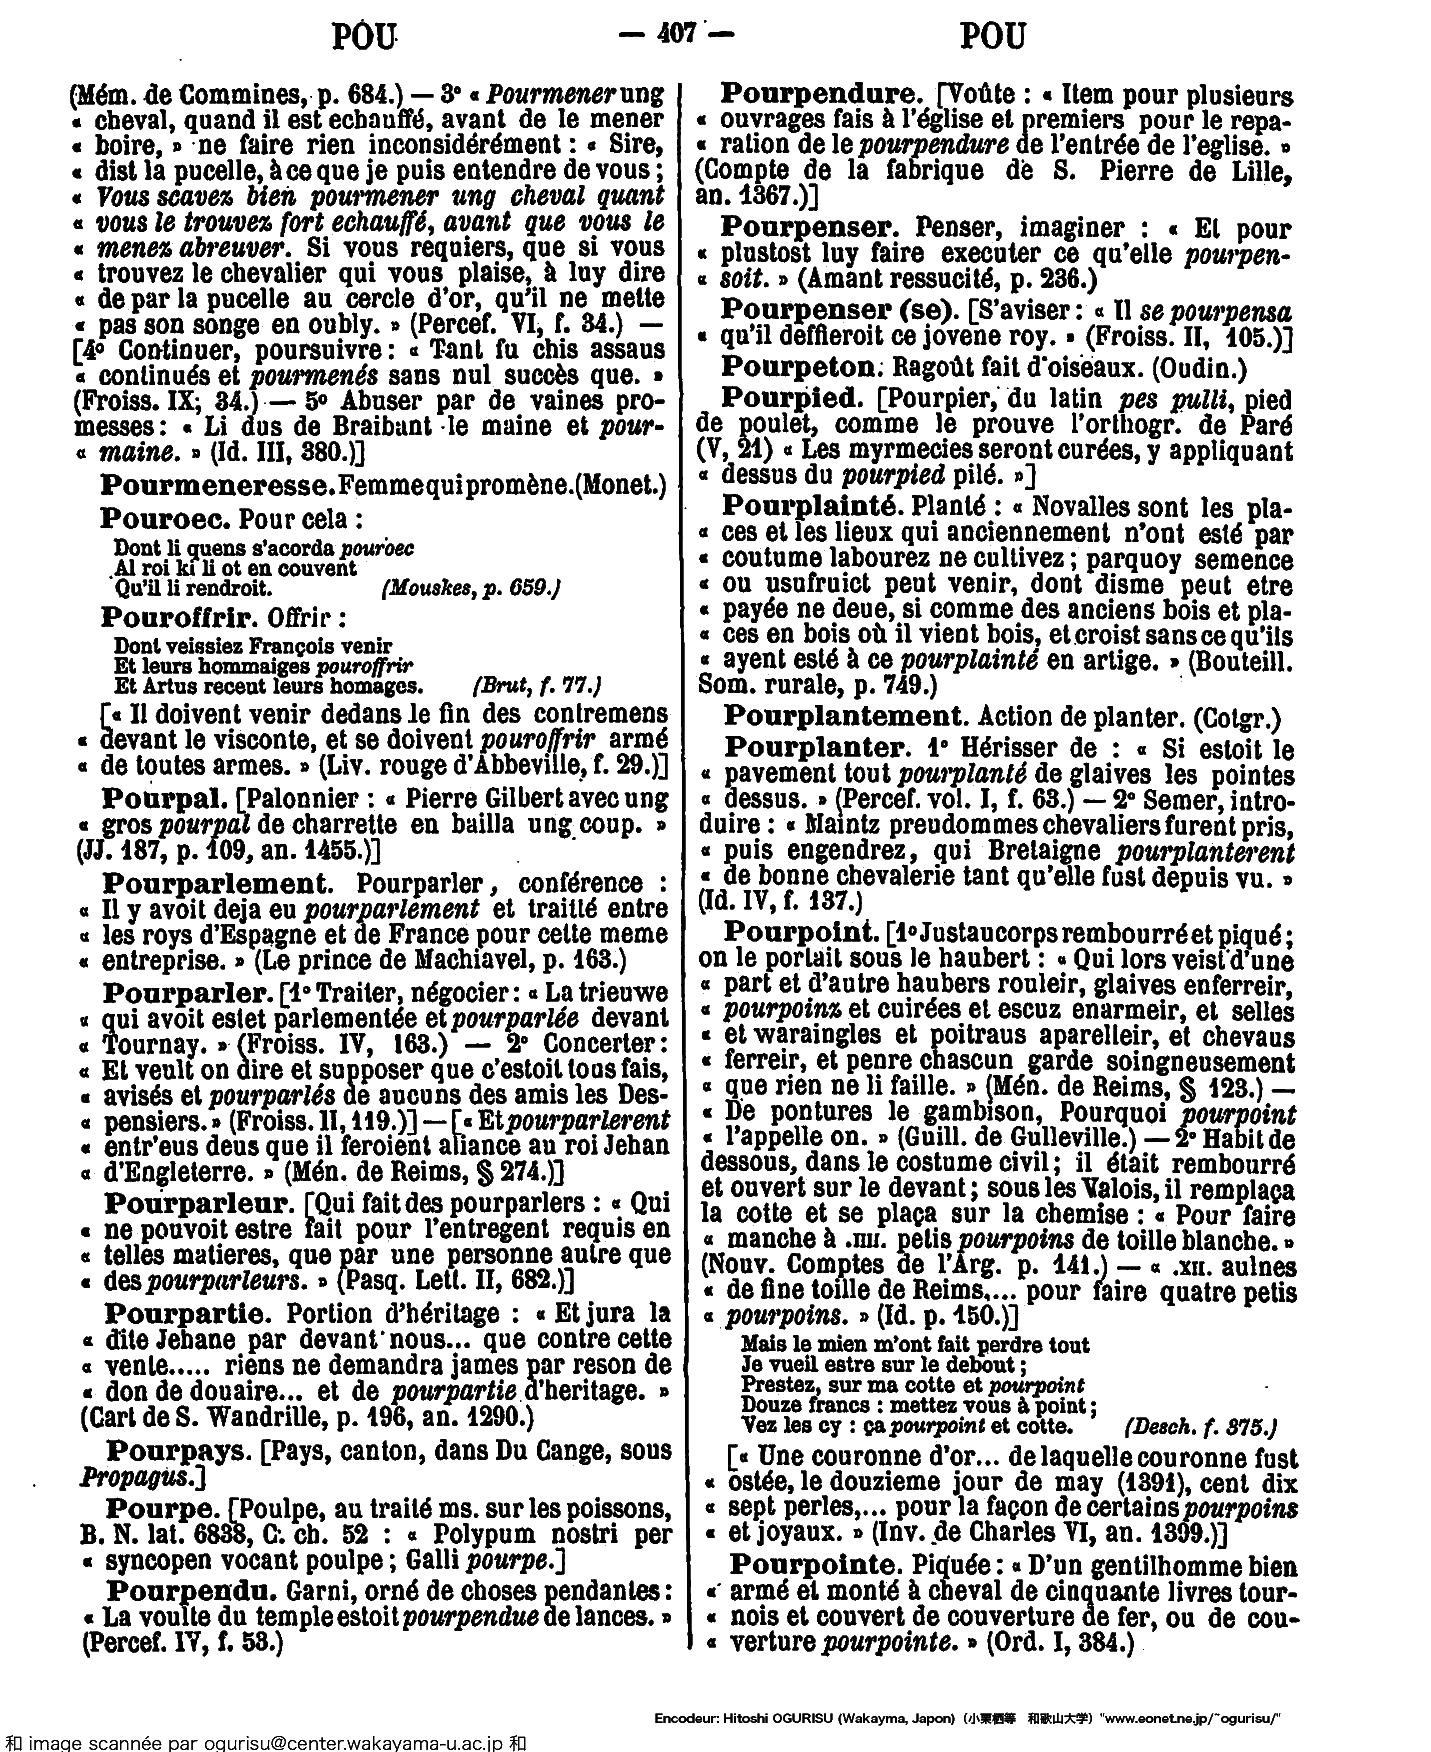 POU — 407 — POU
(Mém. de Commines, p. 684.) — 3° « Pourmener ung
« cheval, quand il est echauffé, avant de le mener
« boire, » ne faire rien inconsidérément : « Sire,
« dist la pucelle, à ce que je puis entendre de vous ;
« Vous scavez bien pourmener ung cheval quant
« vous le trouvez fort echauffé, avant que vous le
« menez abreuver. Si vous requiers, que si vous
« trouvez le chevalier qui vous plaise, à luy dire
« de par la pucelle au cercle d'or, qu'il ne mette
« pas son songe en oubly. » (Percef. VI, f. 34.) —
[4° Continuer, poursuivre : « Tant fu chis assaus
« continués et pourmenés sans nul succès que. »
(Froiss. IX, 34.) — 5° Abuser par de vaines pro-
messes : « Li dus de Braibant le maine et pour-
« maine. » (Id. III, 380.)]
Pourmeneresse. Femme qui promène. (Monet.)
Pouroec. Pour cela :
Dont li quens s'acorda pouroec
Al roi ki li ot en couvent
Qu'il li rendroit. (Mouskes, p. 659.)
Pouroffrir. Offrir :
Dont veissiez François venir
Et leurs hommaiges pouroffrir
Et Artus recent leurs homages. (Brut, f. 77.)
[« Il doivent venir dedans le fin des contremens
« devant le visconte, et se doivent pouroffrir armé
« de toutes armes. » (Liv. rouge d'Abbeville, f. 29.)]
Pourpal. [Palonnier : « Pierre Gilbert avec ung
« gros pourpal de charrette en bailla ung coup. »
(JJ. 187, p. 109, an. 1455.)]
Pourparlement. Pourparler, conférence :
« Il y avoit deja eu pourparlement et traitté entre
« les roys d'Espagne et de France pour cette meme
« entreprise. » (Le prince de Machiavel, p. 163.)
Pourparler. [1° Traiter, négocier : « La trieuwe
« qui avoit estet parlementée et pourparlée devant
« Tournay. » (Froiss. IV, 163.) — 2° Concerter :
« Et veult on dire et supposer que c'estoit tous fais,
« avisés et pourparlés de aucuns des amis les Des-
« pensiers. » (Froiss. II, 119.)] — [« Et pourparlerent
« entr'eus deus que il feroient aliance au roi Jehan
« d'Engleterre. » (Mén. de Reims, § 274.)]
Pourparleur. [Qui fait des pourparlers : « Qui
« ne pouvoit estre fait pour l'entregent requis en
« telles matieres, que par une personne autre que
« des pourparleurs. » (Pasq. Lett. II, 682.)]
Pourpartie. Portion d'héritage : « Et jura la
« dite Jehane par devant nous... que contre cette
« vente..... riens ne demandra james par reson de
« don de douaire... et de pourpartie d'heritage. »
(Cart de S. Wandrille, p. 196, an. 1290.)
Pourpays. [Pays, canton, dans Du Cange, sous
Propagus.]
Pourpe. [Poulpe, au traité ms. sur les poissons,
B. N. lat. 6838, C. ch. 52 : « Polypum nostri per
« syncopen vocant poulpe ; Galli pourpe.]
Pourpendu. Garni, orné de choses pendantes :
« La voulte du temple estoit pourpendue de lances. »
(Percef. IV, f. 53.)
Pourpendure. [Voûte : « Item pour plusieurs
« ouvrages fais à l'église et premiers pour le repa-
« ration de le pourpendure de l'entrée de l'eglise. »
(Compte de la fabrique de S. Pierre de Lille,
an. 1367.)]
Pourpenser. Penser, imaginer : « Et pour
« plustost luy faire executer ce qu'elle pourpen-
« soit. » (Amant ressucité, p. 236.)
Pourpenser (se). [S'aviser : « Il se pourpensa
« qu'il deffieroit ce jovene roy. » (Froiss. II, 105.)]
Pourpeton. Ragoût fait d'oiseaux. (Oudin.)
Pourpied. [Pourpier, du latin pes pulli, pied
de poulet, comme le prouve l'orthogr. de Paré
(V, 21) « Les myrmecies seront curées, y appliquant
« dessus du pourpied pilé. »]
Pourplainté. Planté : « Novalles sont les pla-
« ces et les lieux qui anciennement n'ont esté par
« coutume labourez ne cultivez ; parquoy semence
« ou usufruict peut venir, dont disme peut etre
« payée ne deue, si comme des anciens bois et pla-
« ces en bois où il vient bois, et croist sans ce qu'ils
« ayent esté à ce pourplainté en artige. » (Bouteill.
Som. rurale, p. 749.)
Pourplantement. Action de planter. (Cotgr.)
Pourplanter. 1° Hérisser de : « Si estoit le
« pavement tout pourplanté de glaives les pointes
« dessus. » (Percef. vol. I, f. 63.) — 2° Semer, intro-
duire : « Maintz preudommes chevaliers furent pris,
« puis engendrez, qui Bretaigne pourplanterent
« de bonne chevalerie tant qu'elle fust depuis vu. »
(Id. IV, f. 137.)
Pourpoint. [1° Justaucorps rembourré et piqué ;
on le portait sous le haubert : « Qui lors veist d'une
« part et d'autre haubers rouleir, glaives enferreir,
« pourpoinz et cuirées et escuz enarmeir, et selles
« et waraingles et poitraus aparelleir, et chevaus
« ferreir, et penre chascun garde soingneusement
« que rien ne li faille. » (Mén. de Reims, § 123.) —
« De pontures le gambison, Pourquoi pourpoint
« l'appelle on. » (Guill. de Gulleville.) — 2° Habit de
dessous, dans le costume civil ; il était rembourré
et ouvert sur le devant ; sous les Valois, il remplaça
la cotte et se plaça sur la chemise : « Pour faire
« manche à .IIII. petis pourpoins de toille blanche. »
(Nouv. Comptes de l'Arg. p. 141.) — « .XII. aulnes
« de fine toille de Reims,... pour faire quatre petis
« pourpoins. » (Id. p. 150.)]
Mais le mien m'ont fait perdre tout
Je vueil estre sur le debout ;
Prestez, sur ma cotte et pourpoint
Douze francs : mettez vous à point ;
Vez les cy : ça pourpoint et cotte. (Desch. f. 375.)
[« Une couronne d'or... de laquelle couronne fust
« ostée, le douzieme jour de may (1391), cent dix
« sept perles,... pour la façon de certains pourpoins
« et joyaux. » (Inv. de Charles VI, an. 1399.)]
Pourpointe. Piquée : « D'un gentilhomme bien
« armé et monté à cheval de cinquante livres tour-
« nois et couvert de couverture de fer, ou de cou-
« verture pourpointe. » (Ord. I, 384.)
Encodeur: Hitoshi OGURISU (Wakayma, Japon) (小栗栖等 和歌山大学) "www.eonet.ne.jp/~ogurisu/"
和 image scannée par ogurisu@center.wakayama-u.ac.jp 和